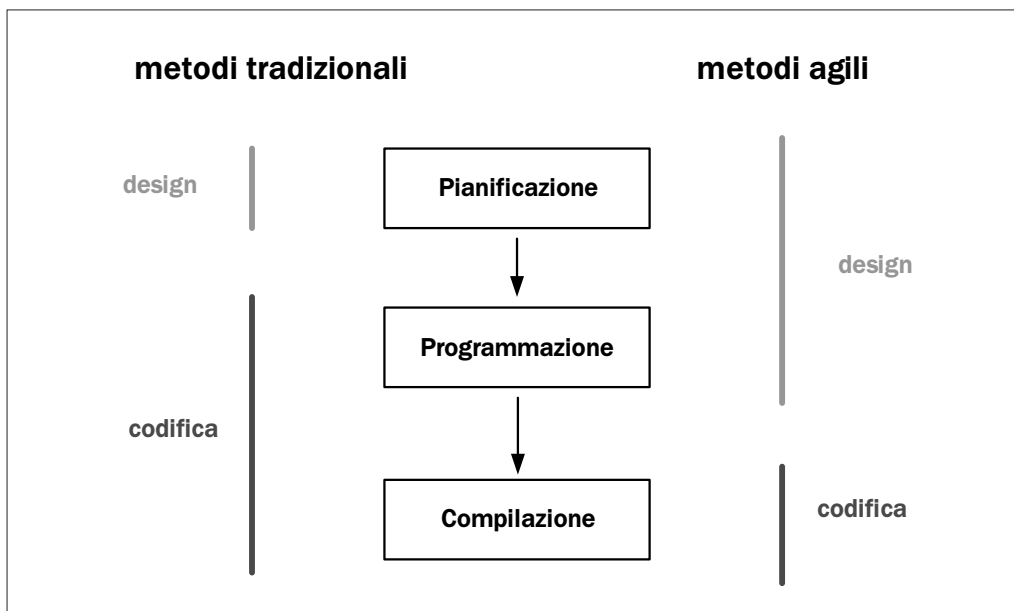 metodi tradizionali
metodi agili
design
Pianificazione
design
Programmazione
codifica
Compilazione
codifica